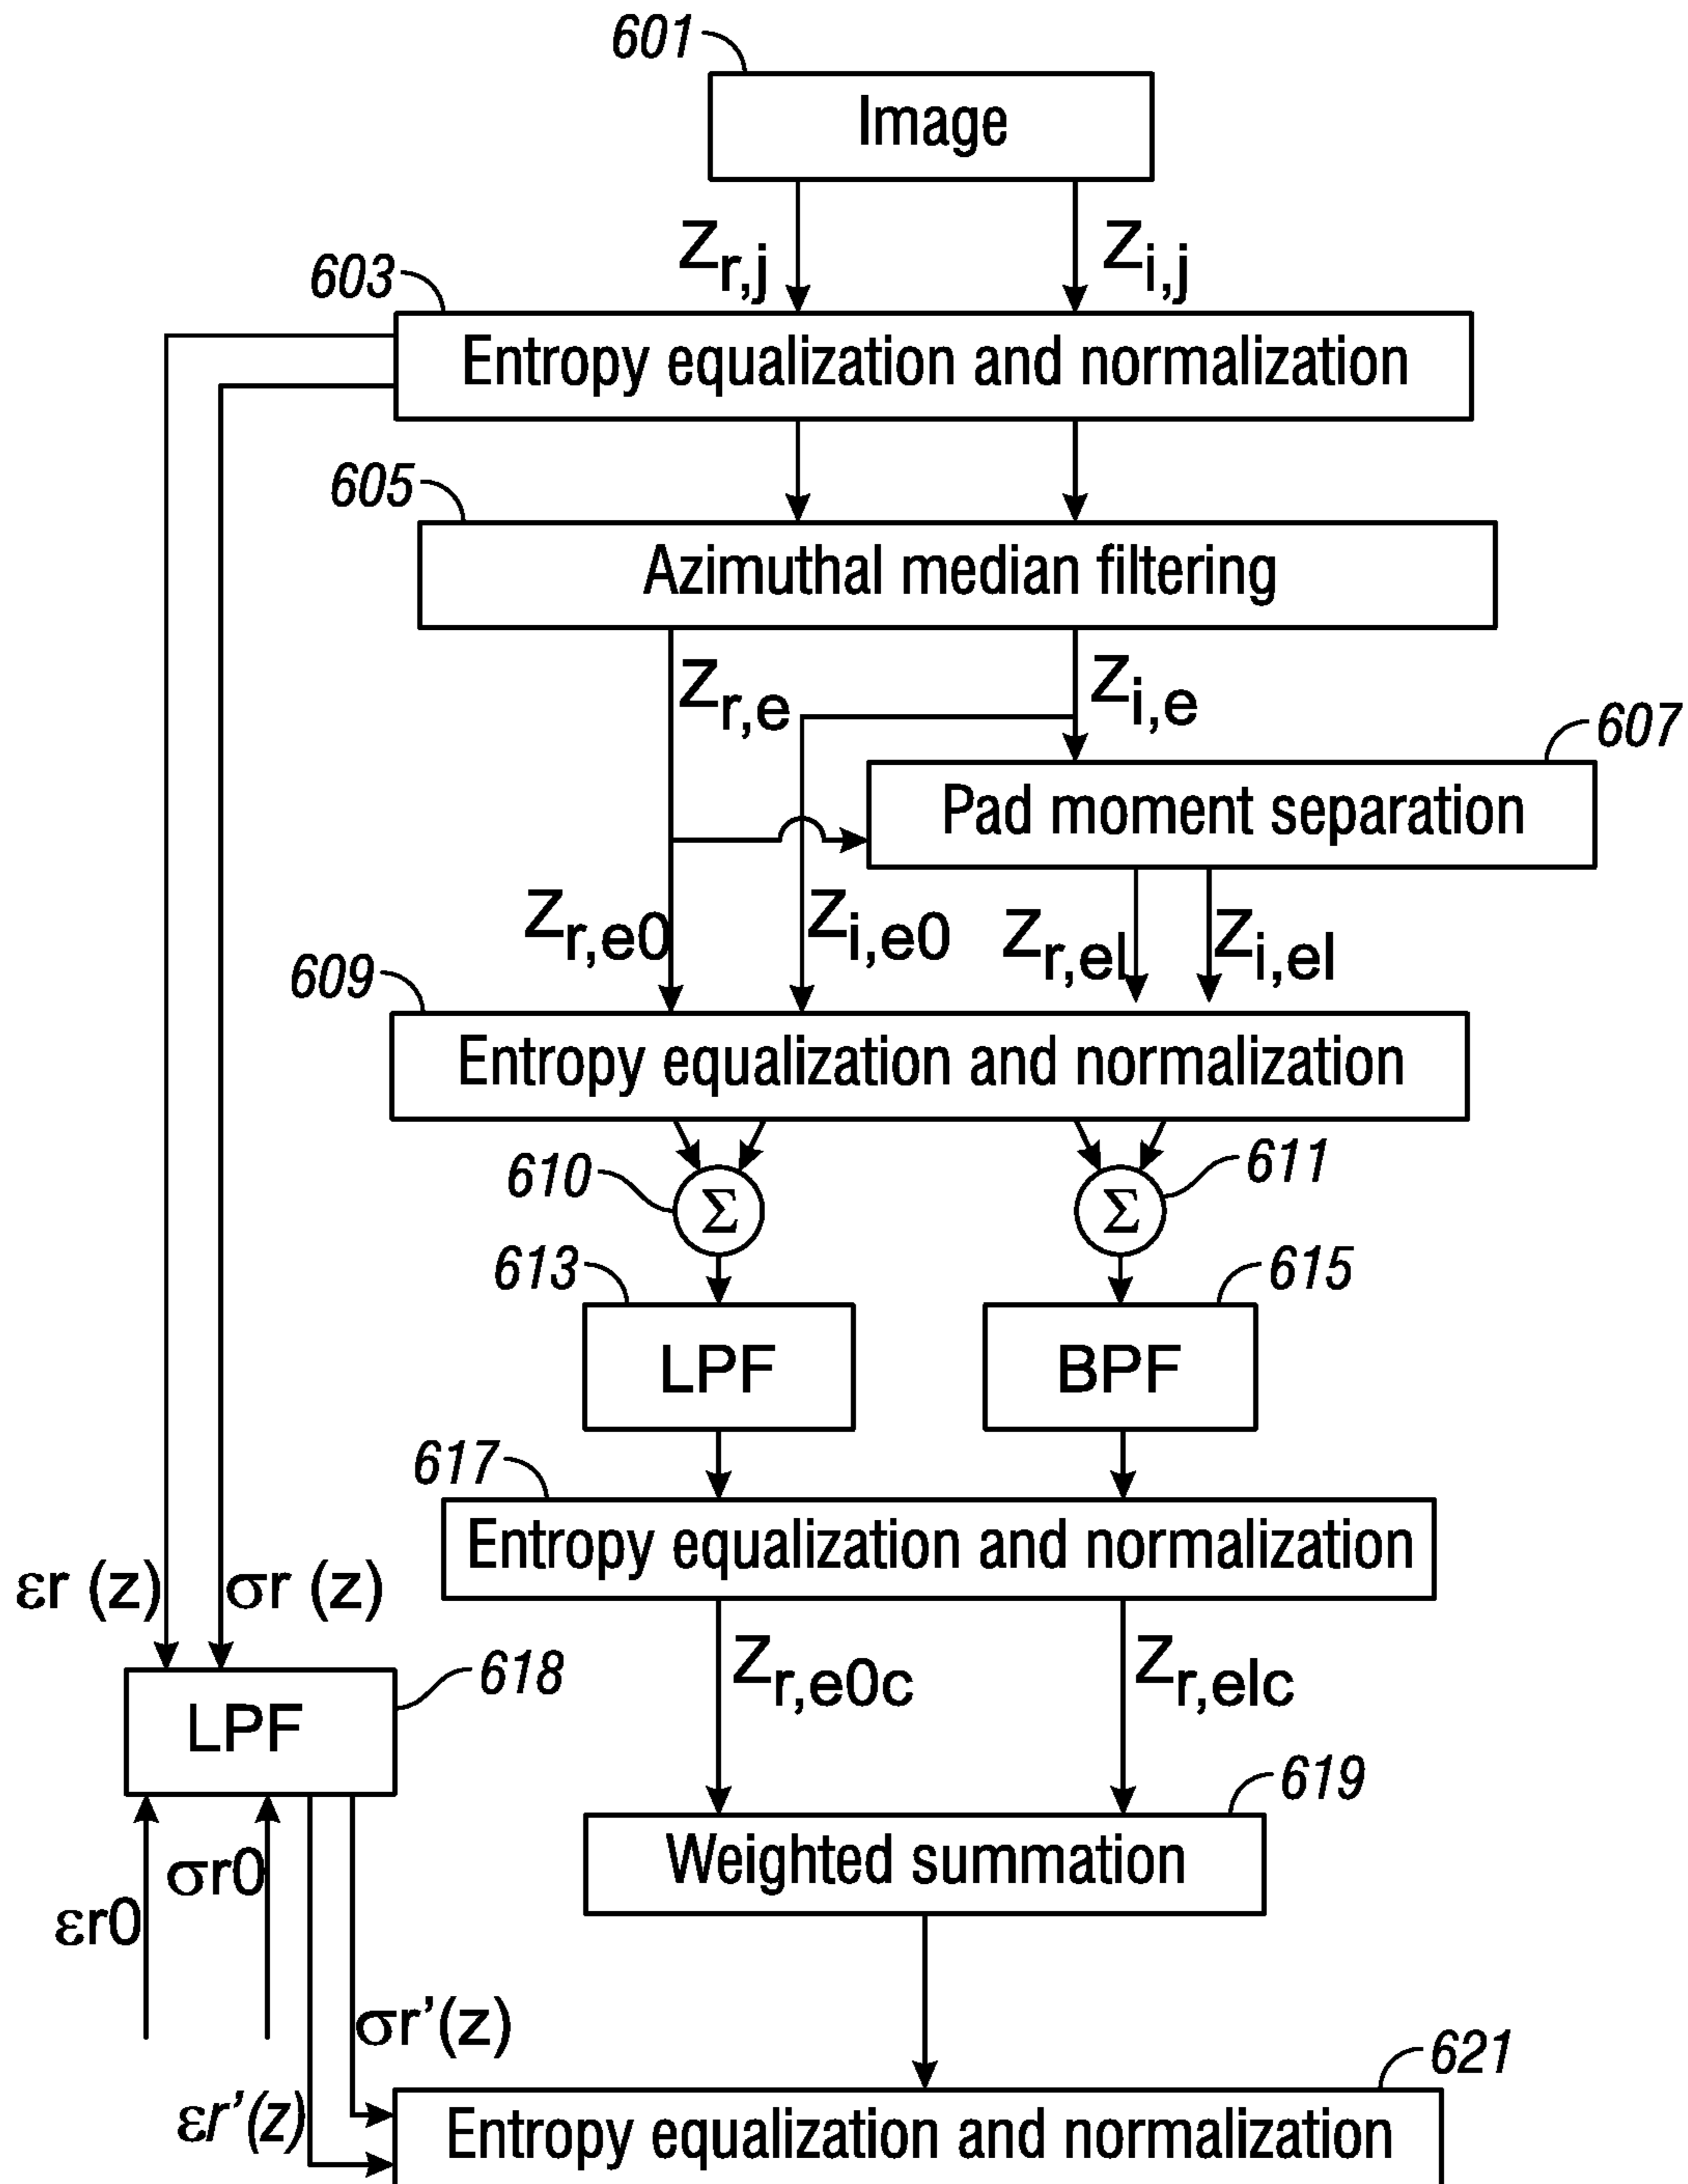 601
Image
Zr,j
Zi,j
603
Entropy equalization and normalization
605
Azimuthal median filtering
Zr,e
Zi,e
607
Pad moment separation
Zr,e0
Zi,e0
Zr,el
Zi,el
609
Entropy equalization and normalization
610
Σ
611
Σ
613
LPF
615
BPF
617
Entropy equalization and normalization
εr (z)
σr (z)
618
LPF
Zr,e0c
Zr,elc
619
Weighted summation
σr0
εr0
σr’(z)
εr’(z)
621
Entropy equalization and normalization